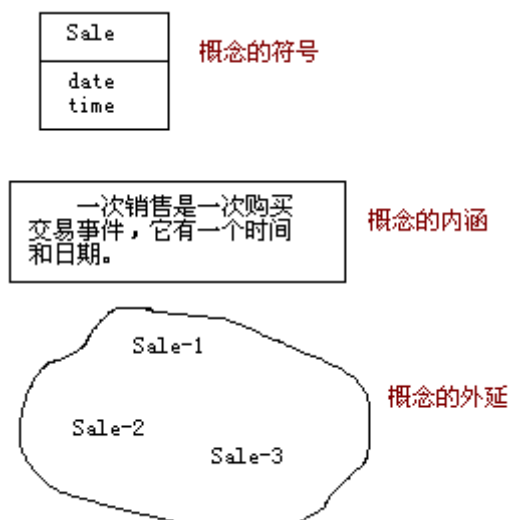 Sale
概念的符号
date
time
一次销售是一次购买
交易事件，它有一个时间
和日期。
概念的内涵
Sale-1
概念的外延
Sale-2
Sale-3